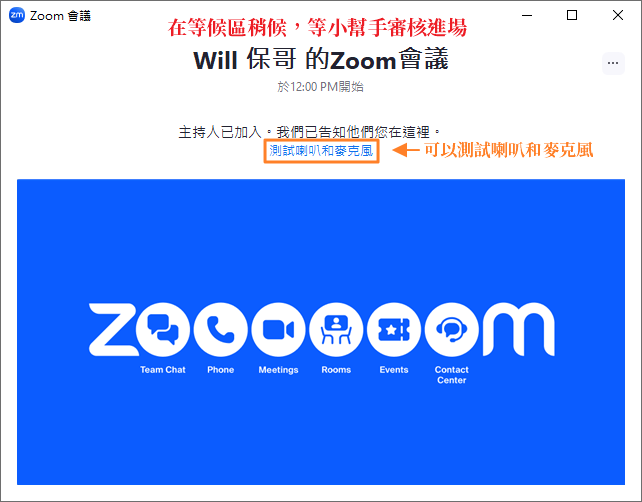 Zoom 會議
在等候區稍候，等小幫手審核進場
Will 保哥 的Zoom會議
於12:00 PM開始
主持人已加入。我們已告知他們您在這裡。
測試喇叭和麥克風
可以測試喇叭和麥克風
zoooooom
Team Chat
Phone
Meetings
Rooms
Events
Contact
Center